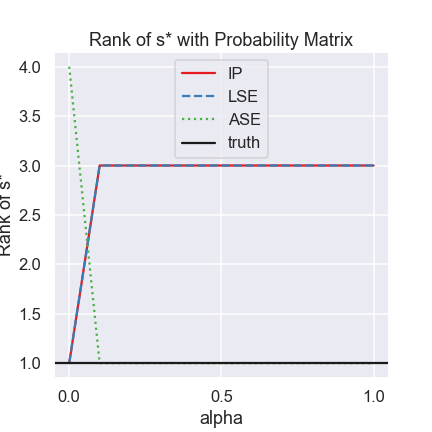 Rank of s* with Probability Matrix
IP
LSE
ASE
truth
4.0
3.5
3.0
2.5
2.0
1.5
1.0
Rank of s*
0.0 0.5 1.0
alpha